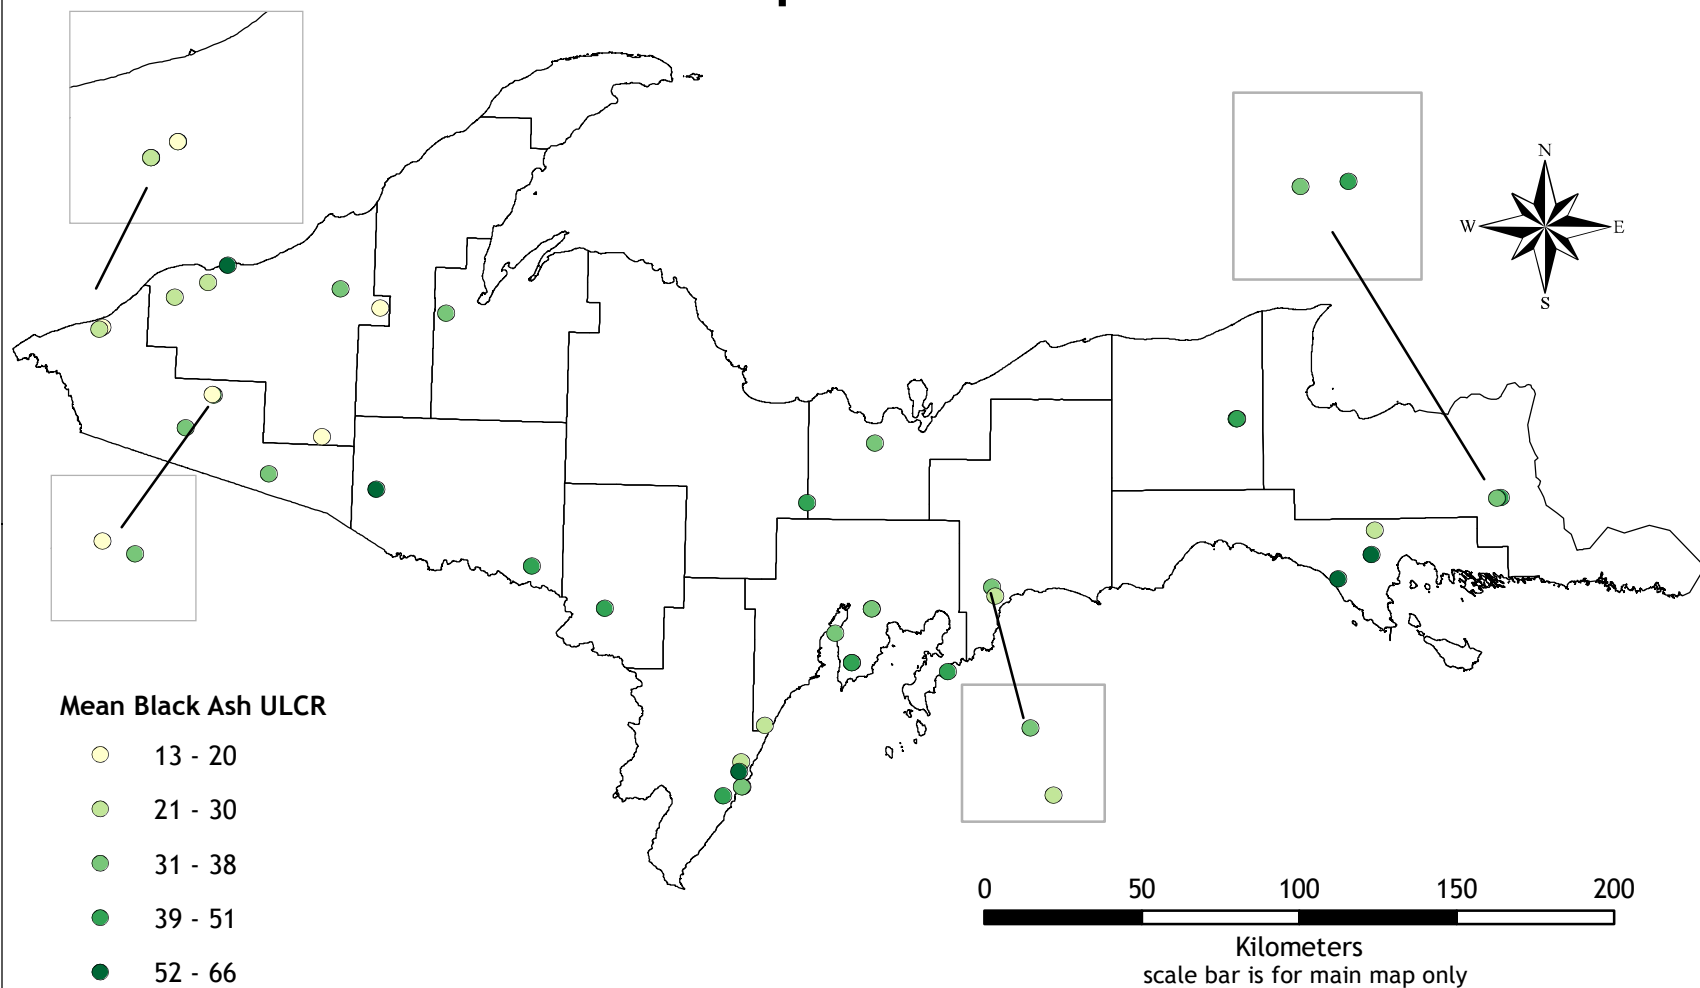 N
W E
S
Mean Black Ash ULCR
13 - 20
21 - 30
31 - 38
39 - 51
52 - 66
0 50 100 150 200
Kilometers
scale bar is for main map only